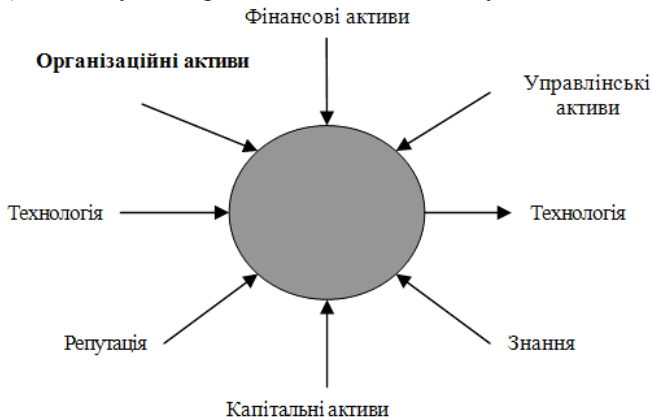 Фінансові активи
Організаційні активи
Управлінські
активи
Технологія
Технологія
Репутація
Знання
Капітальні активи